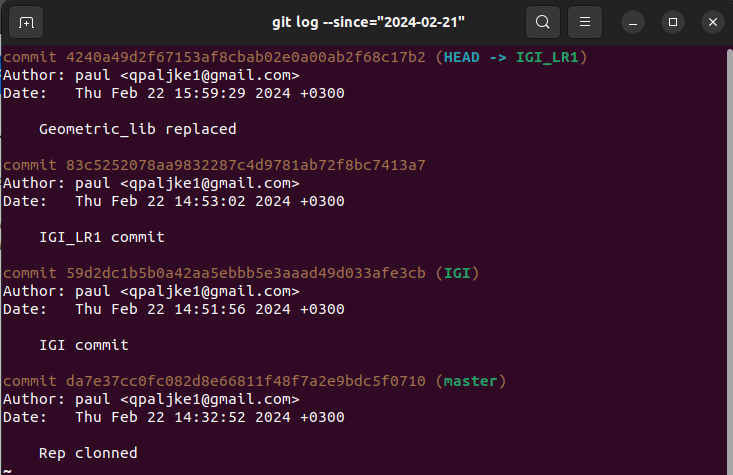 git log --since="2024-02-21"
commit 4240a49d2f67153af8cbab02e0a00ab2f68c17b2 (HEAD -> IGI_LR1)
Author: paul <qpaljke1@gmail.com>
Date:   Thu Feb 22 15:59:29 2024 +0300
Geometric_lib replaced
commit 83c5252078aa9832287c4d9781ab72f8bc7413a7
Author: paul <qpaljke1@gmail.com>
Date:   Thu Feb 22 14:53:02 2024 +0300
IGI_LR1 commit
commit 59d2dc1b5b0a42aa5ebbb5e3aaad49d033afe3cb (IGI)
Author: paul <qpaljke1@gmail.com>
Date:   Thu Feb 22 14:51:56 2024 +0300
IGI commit
commit da7e37cc0fc082d8e66811f48f7a2e9bdc5f0710 (master)
Author: paul <qpaljke1@gmail.com>
Date:   Thu Feb 22 14:32:52 2024 +0300
Rep clonned
~